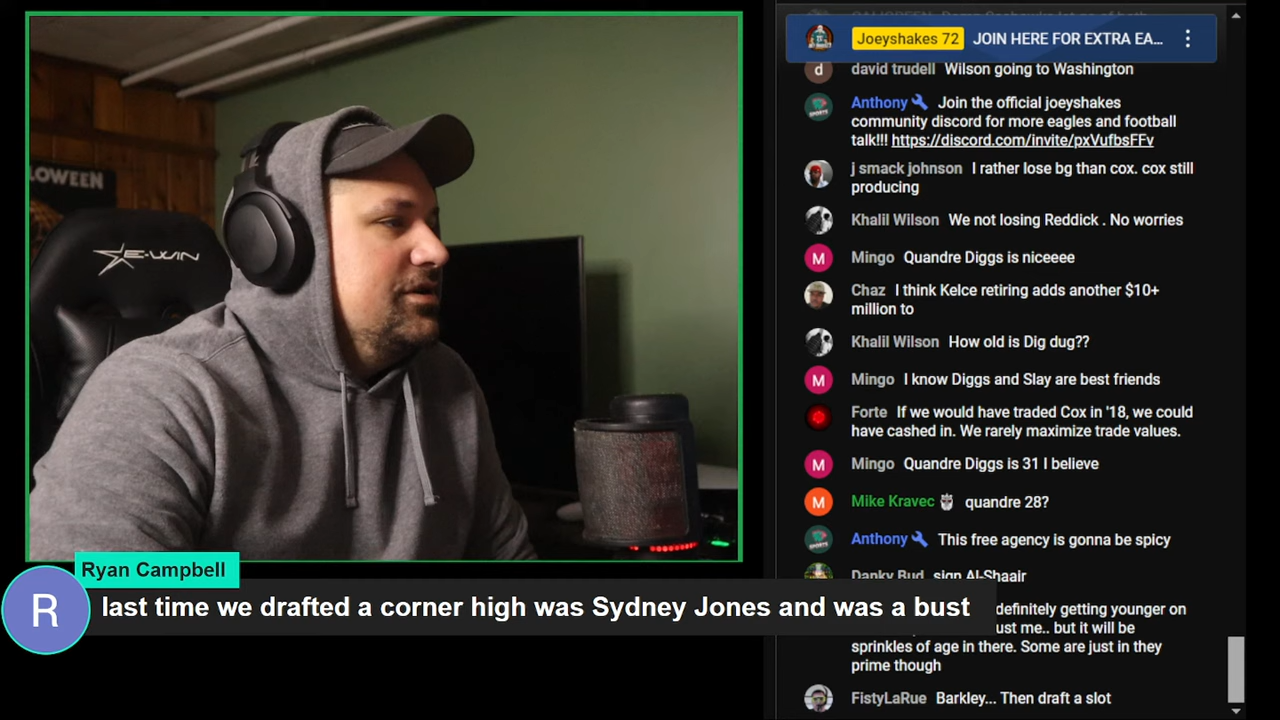 LOWEEN
E-WIN
Ryan Campbell
R
last time we drafted a corner high was Sydney Jones and was a bust
Joeyshakes 72 JOIN HERE FOR EXTRA EA...
d
david trudell Wilson going to Washington
Anthony Join the official joeyshakes
community discord for more eagles and football
talk!!! https://discord.com/invite/pxVufbsFFv
j smack johnson I rather lose bg than cox. cox still
producing
Khalil Wilson We not losing Reddick . No worries
M
Mingo Quandre Diggs is niceeee
Chaz I think Kelce retiring adds another $10+
million to
Khalil Wilson How old is Dig dug??
M
Mingo I know Diggs and Slay are best friends
Forte If we would have traded Cox in '18, we could
have cashed in. We rarely maximize trade values.
M
Mingo Quandre Diggs is 31 I believe
M
Mike Kravec quandre 28?
SPORTS
Anthony This free agency is gonna be spicy
Danky Bud sign Al-Shaair
definitely getting younger on
ust me.. but it will be
sprinkles of age in there. Some are just in they
prime though
FistyLaRue Barkley... Then draft a slot